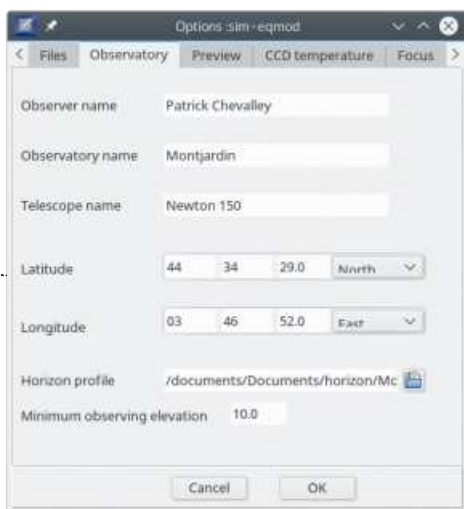 Options :sim-eqmod
Files Observatory Preview CCD temperature Focus
Observer name Patrick Chevalley
Observatory name Montjardin
Telescope name Newton 150
Latitude 44 34 29.0 North
Longitude 03 46 52.0 East
Horizon profile /documents/Documents/horizon/Mc
Minimum observing elevation 10.0
Cancel OK